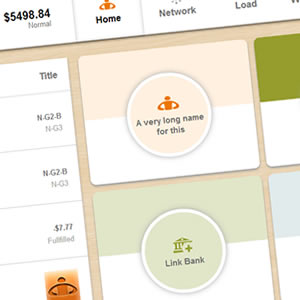 $5498.84
Normal
Home
Network
Load
Title
N-G2-B
N-G3
N-G2-B
N-G3
-$7.77
Fullfilled
A very long name
for this
Link Bank